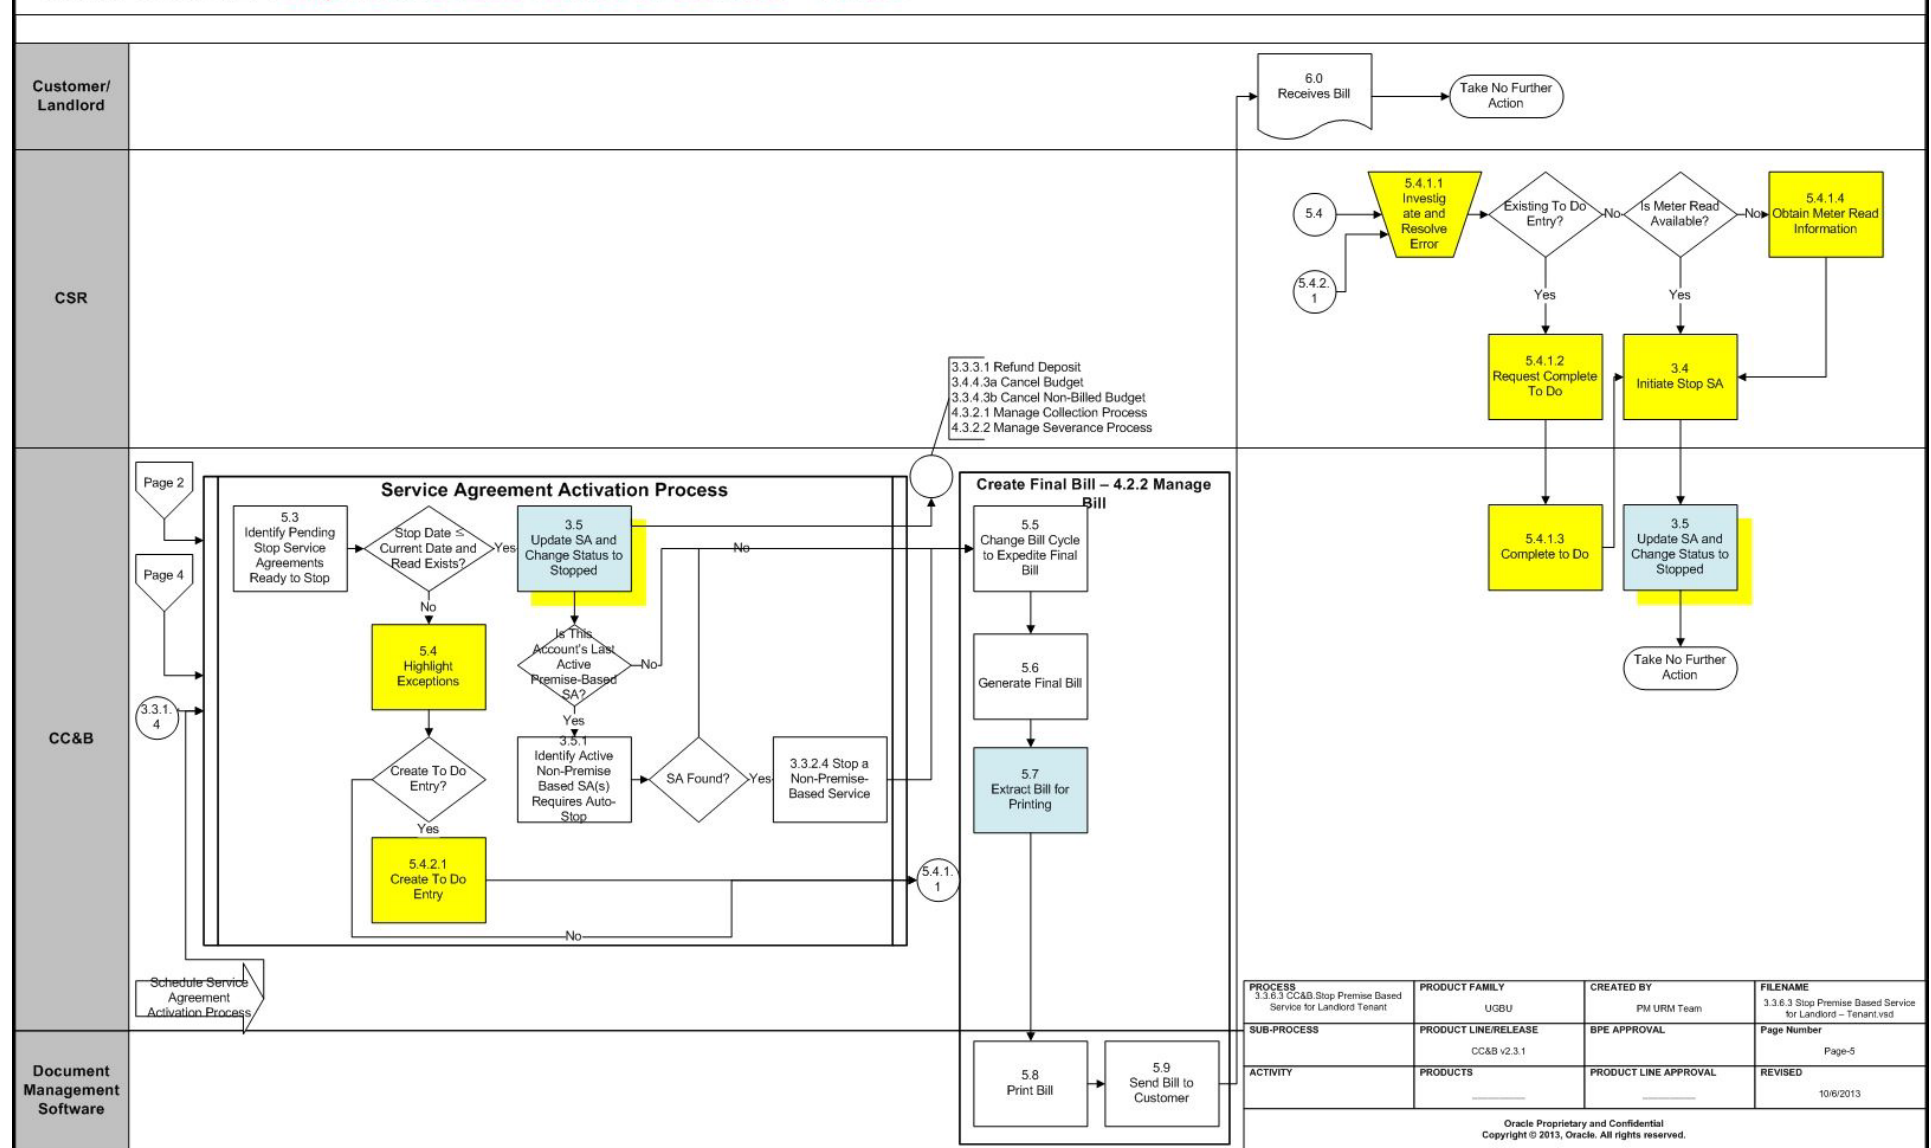 Customer/
Landlord
6.0
Receives Bill
Take No Further
Action
CSR
5.4
5.4.2.
1
5.4.1.1
Investig
ate and
Resolve
Error
Existing To Do
Entry?
No
Is Meter Read
Available?
No
5.4.1.4
Obtain Meter Read
Information
Yes
Yes
5.4.1.2
Request Complete
To Do
3.4
Initiate Stop SA
3.3.3.1 Refund Deposit
3.4.4.3a Cancel Budget
3.3.4.3b Cancel Non-Billed Budget
4.3.2.1 Manage Collection Process
4.3.2.2 Manage Severance Process
CC&B
Page 2
Page 4
3.3.1.
4
Schedule Service
Agreement
Activation Process
Service Agreement Activation Process
5.3
Identify Pending
Stop Service
Agreements
Ready to Stop
Stop Date ≤
Current Date and
Read Exists?
Yes
3.5
Update SA and
Change Status to
Stopped
No
No
5.4
Highlight
Exceptions
Is This
Account's Last
Active
Premise-Based
SA?
No
Yes
Create To Do
Entry?
3.5.1
Identify Active
Non-Premise
Based SA(s)
Requires Auto-
Stop
SA Found?
Yes
3.3.2.4 Stop a
Non-Premise-
Based Service
Yes
5.4.2.1
Create To Do
Entry
No
5.4.1.
1
Create Final Bill – 4.2.2 Manage
Bill
5.5
Change Bill Cycle
to Expedite Final
Bill
5.6
Generate Final Bill
5.7
Extract Bill for
Printing
5.4.1.3
Complete to Do
3.5
Update SA and
Change Status to
Stopped
Take No Further
Action
Document
Management
Software
5.8
Print Bill
5.9
Send Bill to
Customer
PROCESS
3.3.6.3 CC&B.Stop Premise Based
Service for Landlord Tenant
PRODUCT FAMILY
UGBU
CREATED BY
PM URM Team
FILENAME
3.3.6.3 Stop Premise Based Service
for Landlord – Tenant.vsd
SUB-PROCESS
PRODUCT LINE/RELEASE
CC&B v2.3.1
BPE APPROVAL
Page Number
Page-5
ACTIVITY
PRODUCTS
PRODUCT LINE APPROVAL
REVISED
10/6/2013
Oracle Proprietary and Confidential
Copyright © 2013, Oracle. All rights reserved.